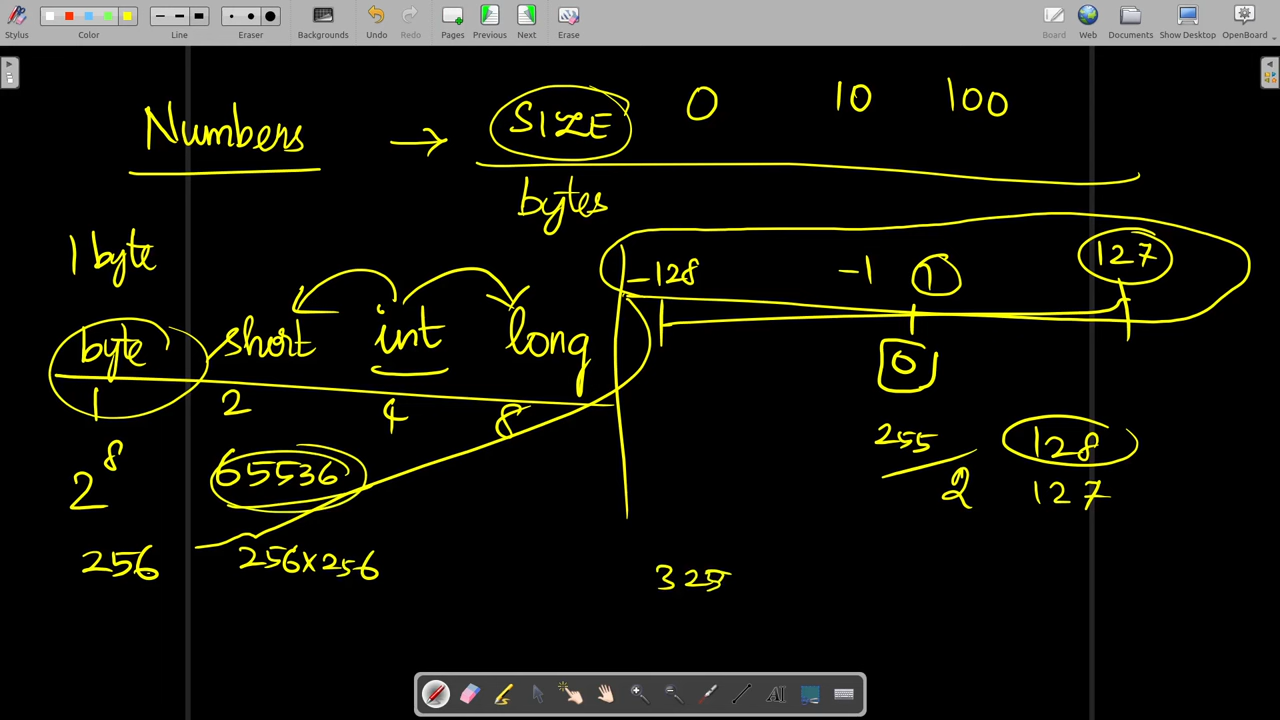 Stylus Color Line Eraser Backgrounds Undo Redo Pages Previous Next Erase Board Web Documents Show Desktop OpenBoard
Numbers → SIZE 0 10 100
bytes
1 byte
-128 -1 1 127
byte short int long
0
1 2 4 8
2^8 65536
255/2 128
127
256 256x256
325